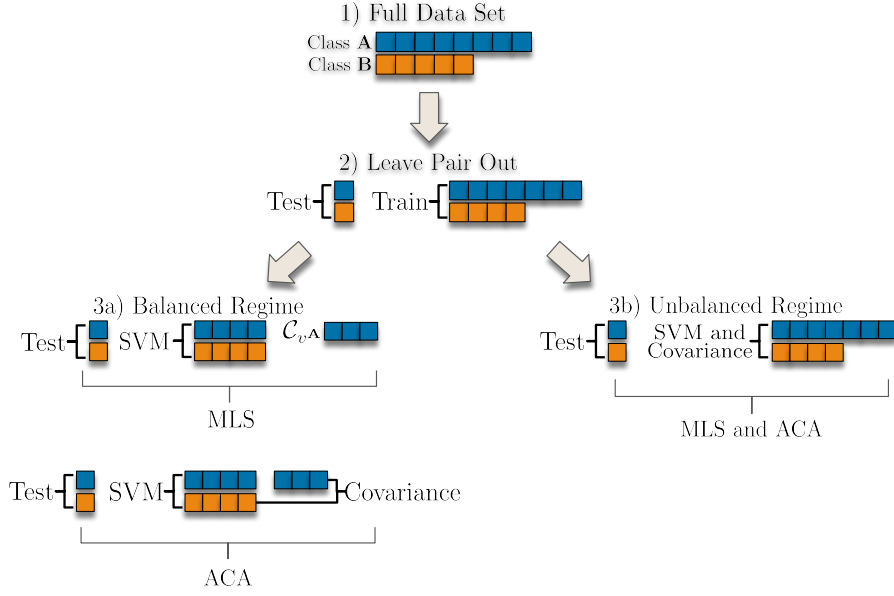 1) Full Data Set
Class A
Class B
2) Leave Pair Out
Test
Train
3a) Balanced Regime
Test
SVM
𝒞ᵥA
MLS
3b) Unbalanced Regime
Test
SVM and
Covariance
MLS and ACA
Test
SVM
Covariance
ACA